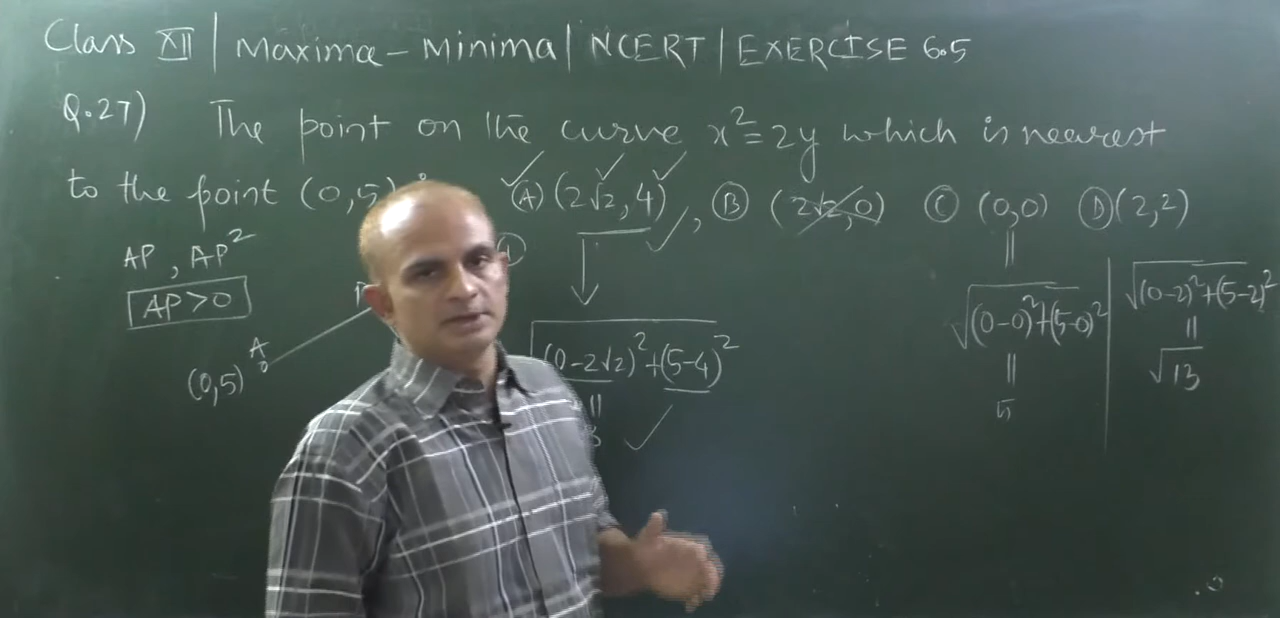 Class XII | Maxima - Minima | NCERT | EXERCISE 6.5
Q.27) The point on the curve x²=2y which is nearest
to the point (0,5) (A) (2√2, 4), (B) (2√2, 0) (C) (0,0) (D) (2,2)
AP, AP²
AP>0
A
(0,5)
√(0-2√2)²+(5-4)²
||
√(0-0)²+(5-0)²
||
5
√(0-2)²+(5-2)²
||
√13